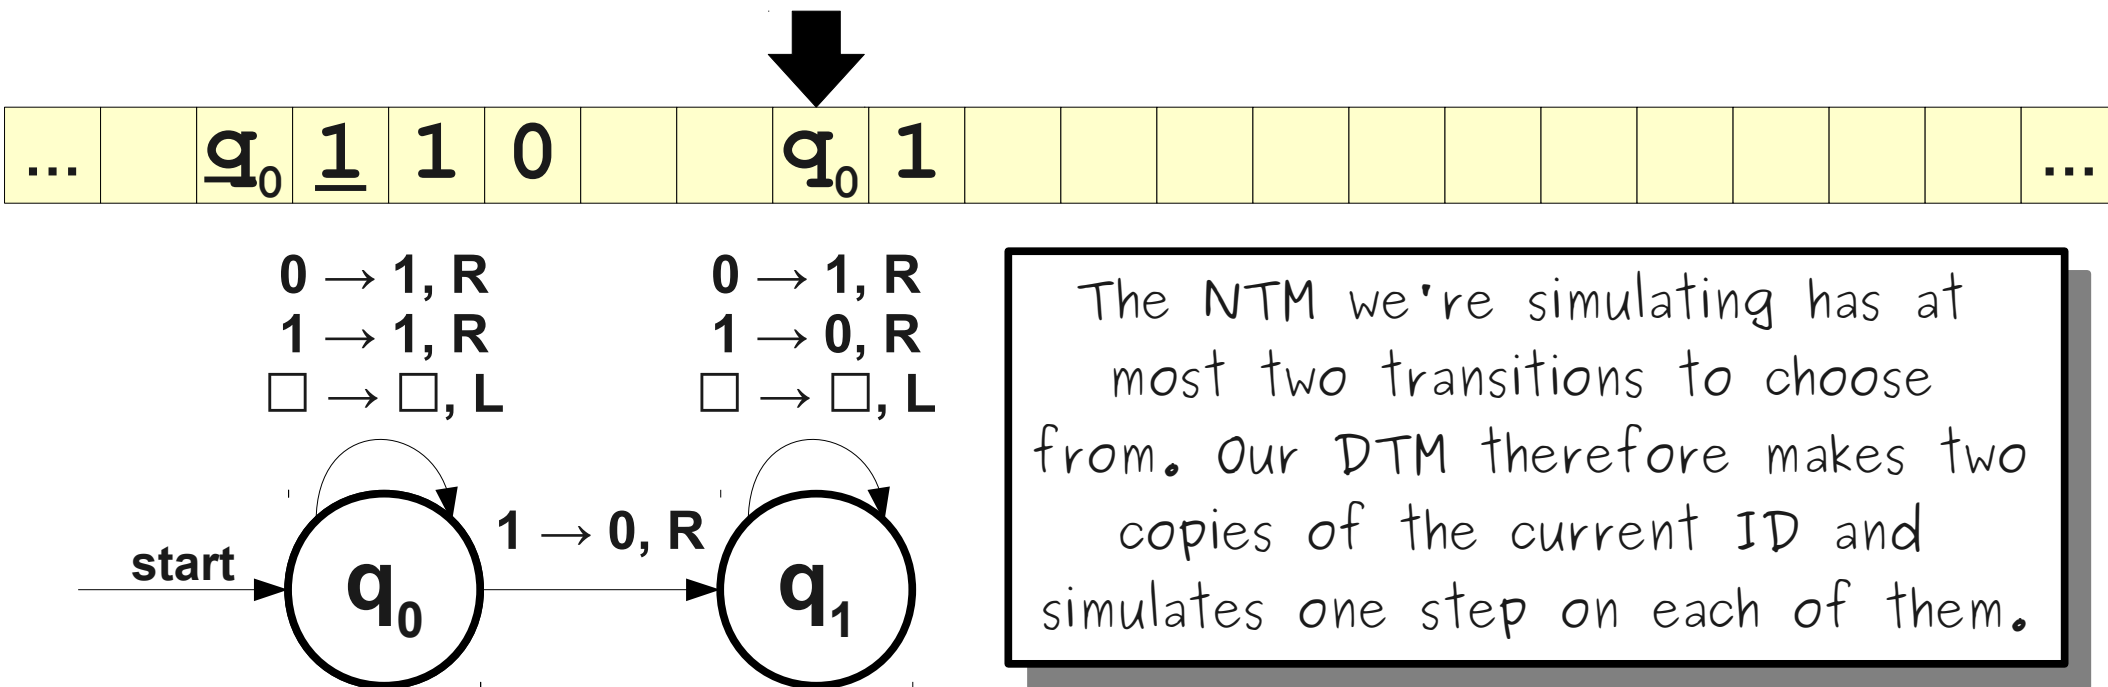 ... q₀ 1 1 0 q₀ 1 ...
0 → 1, R
1 → 1, R
□ → □, L
0 → 1, R
1 → 0, R
□ → □, L
start
q₀
1 → 0, R
q₁
The NTM we're simulating has at
most two transitions to choose
from. Our DTM therefore makes two
copies of the current ID and
simulates one step on each of them.